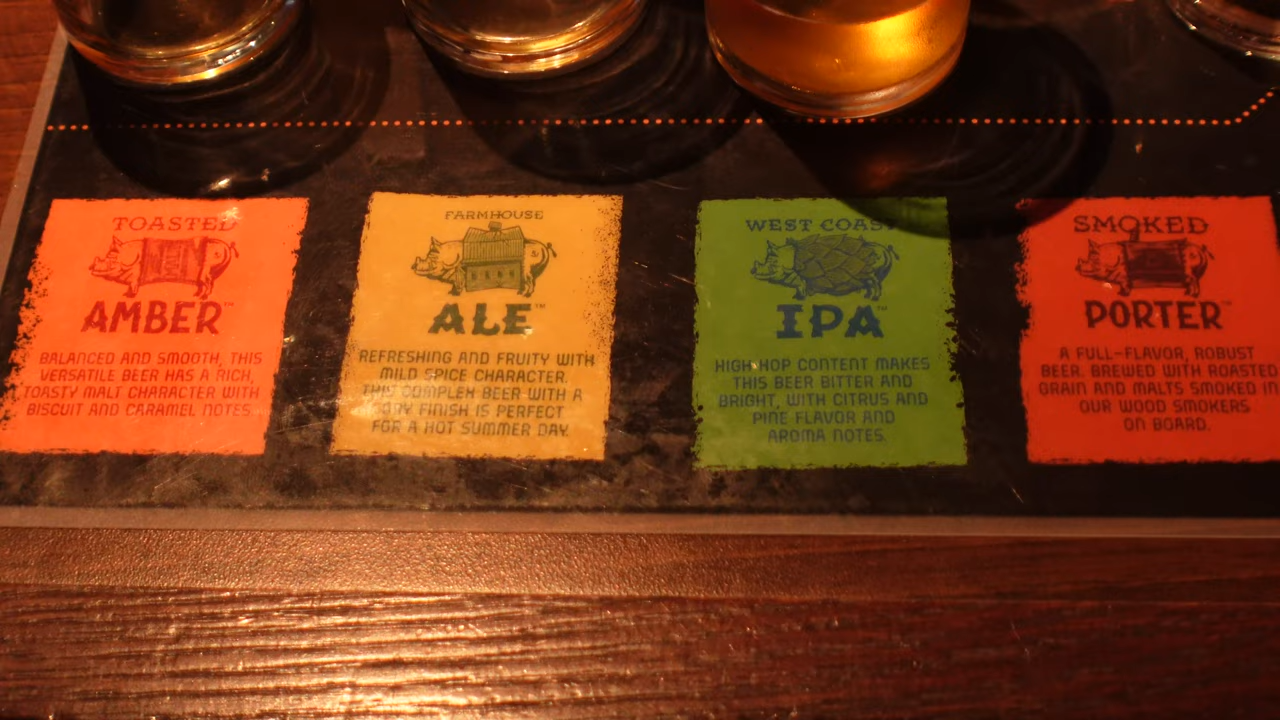 TOASTED
AMBER™
BALANCED AND SMOOTH, THIS
VERSATILE BEER HAS A RICH,
TOASTY MALT CHARACTER WITH
BISCUIT AND CARAMEL NOTES.
FARMHOUSE
ALE™
REFRESHING AND FRUITY WITH
MILD SPICE CHARACTER.
THIS COMPLEX BEER WITH A
DRY FINISH IS PERFECT
FOR A HOT SUMMER DAY.
WEST COAST
IPA™
HIGH HOP CONTENT MAKES
THIS BEER BITTER AND
BRIGHT, WITH CITRUS AND
PINE FLAVOR AND
AROMA NOTES.
SMOKED
PORTER™
A FULL-FLAVOR, ROBUST
BEER. BREWED WITH ROASTED
GRAIN AND MALTS SMOKED IN
OUR WOOD SMOKERS
ON BOARD.